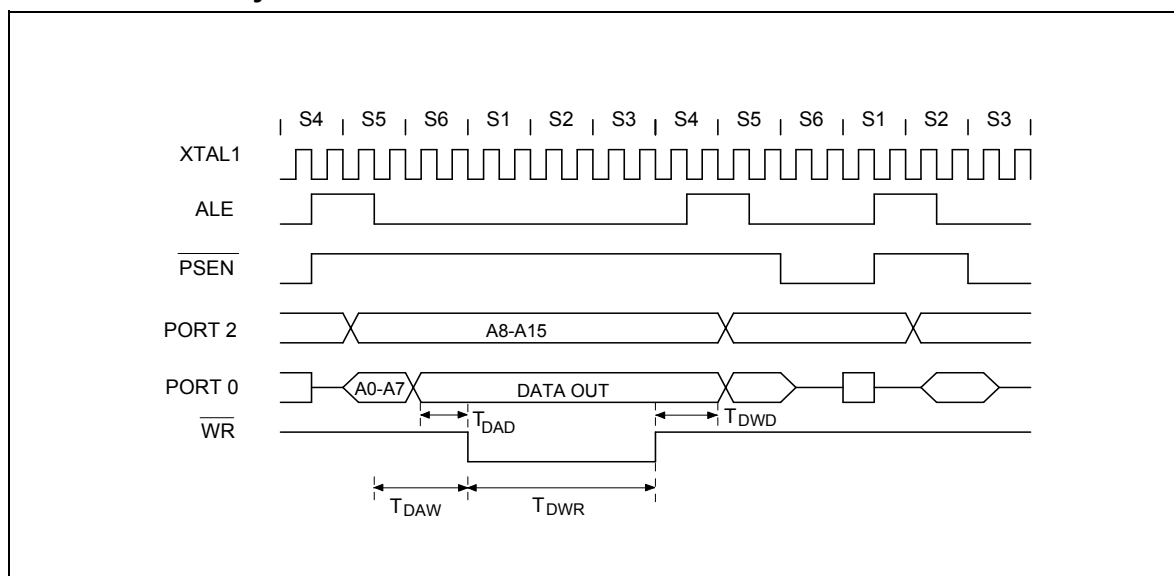 | S4 | S5 | S6 | S1 | S2 | S3 | S4 | S5 | S6 | S1 | S2 | S3 |
XTAL1
ALE
PSEN
PORT 2
A8-A15
PORT 0
A0-A7
DATA OUT
TDAD
TDWD
WR
TDAW
TDWR